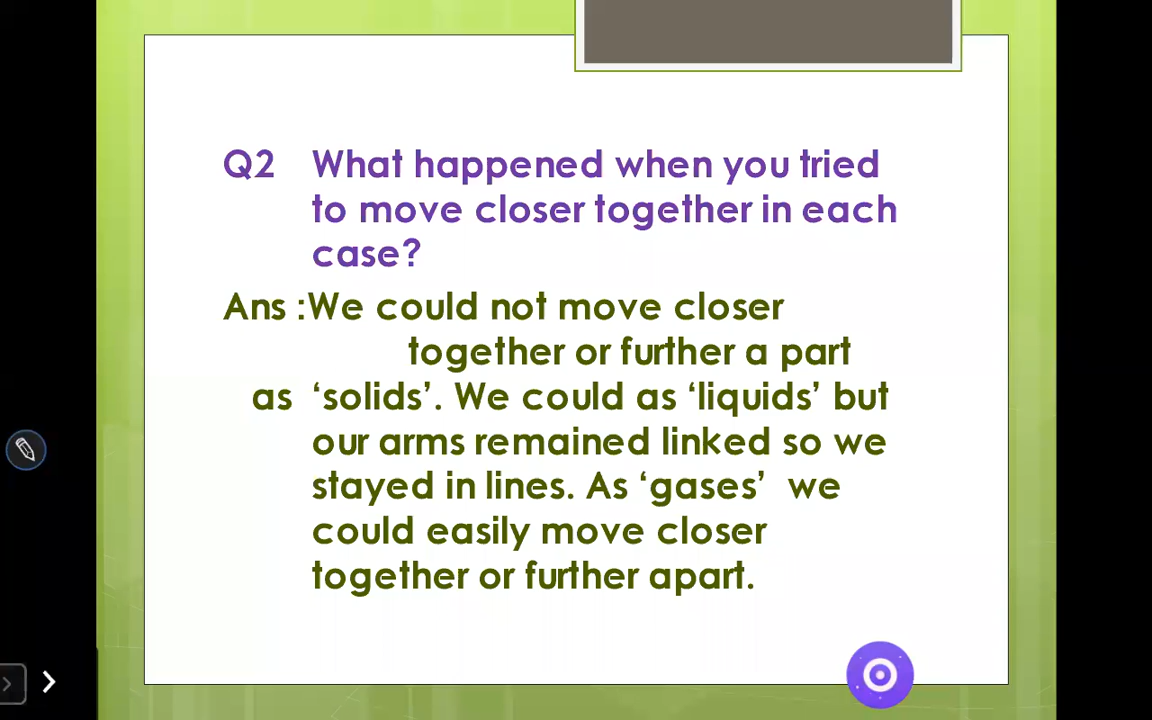 Q2 What happened when you tried
to move closer together in each
case?
Ans :We could not move closer
together or further a part
as ‘solids’. We could as ‘liquids’ but
our arms remained linked so we
stayed in lines. As ‘gases’ we
could easily move closer
together or further apart.